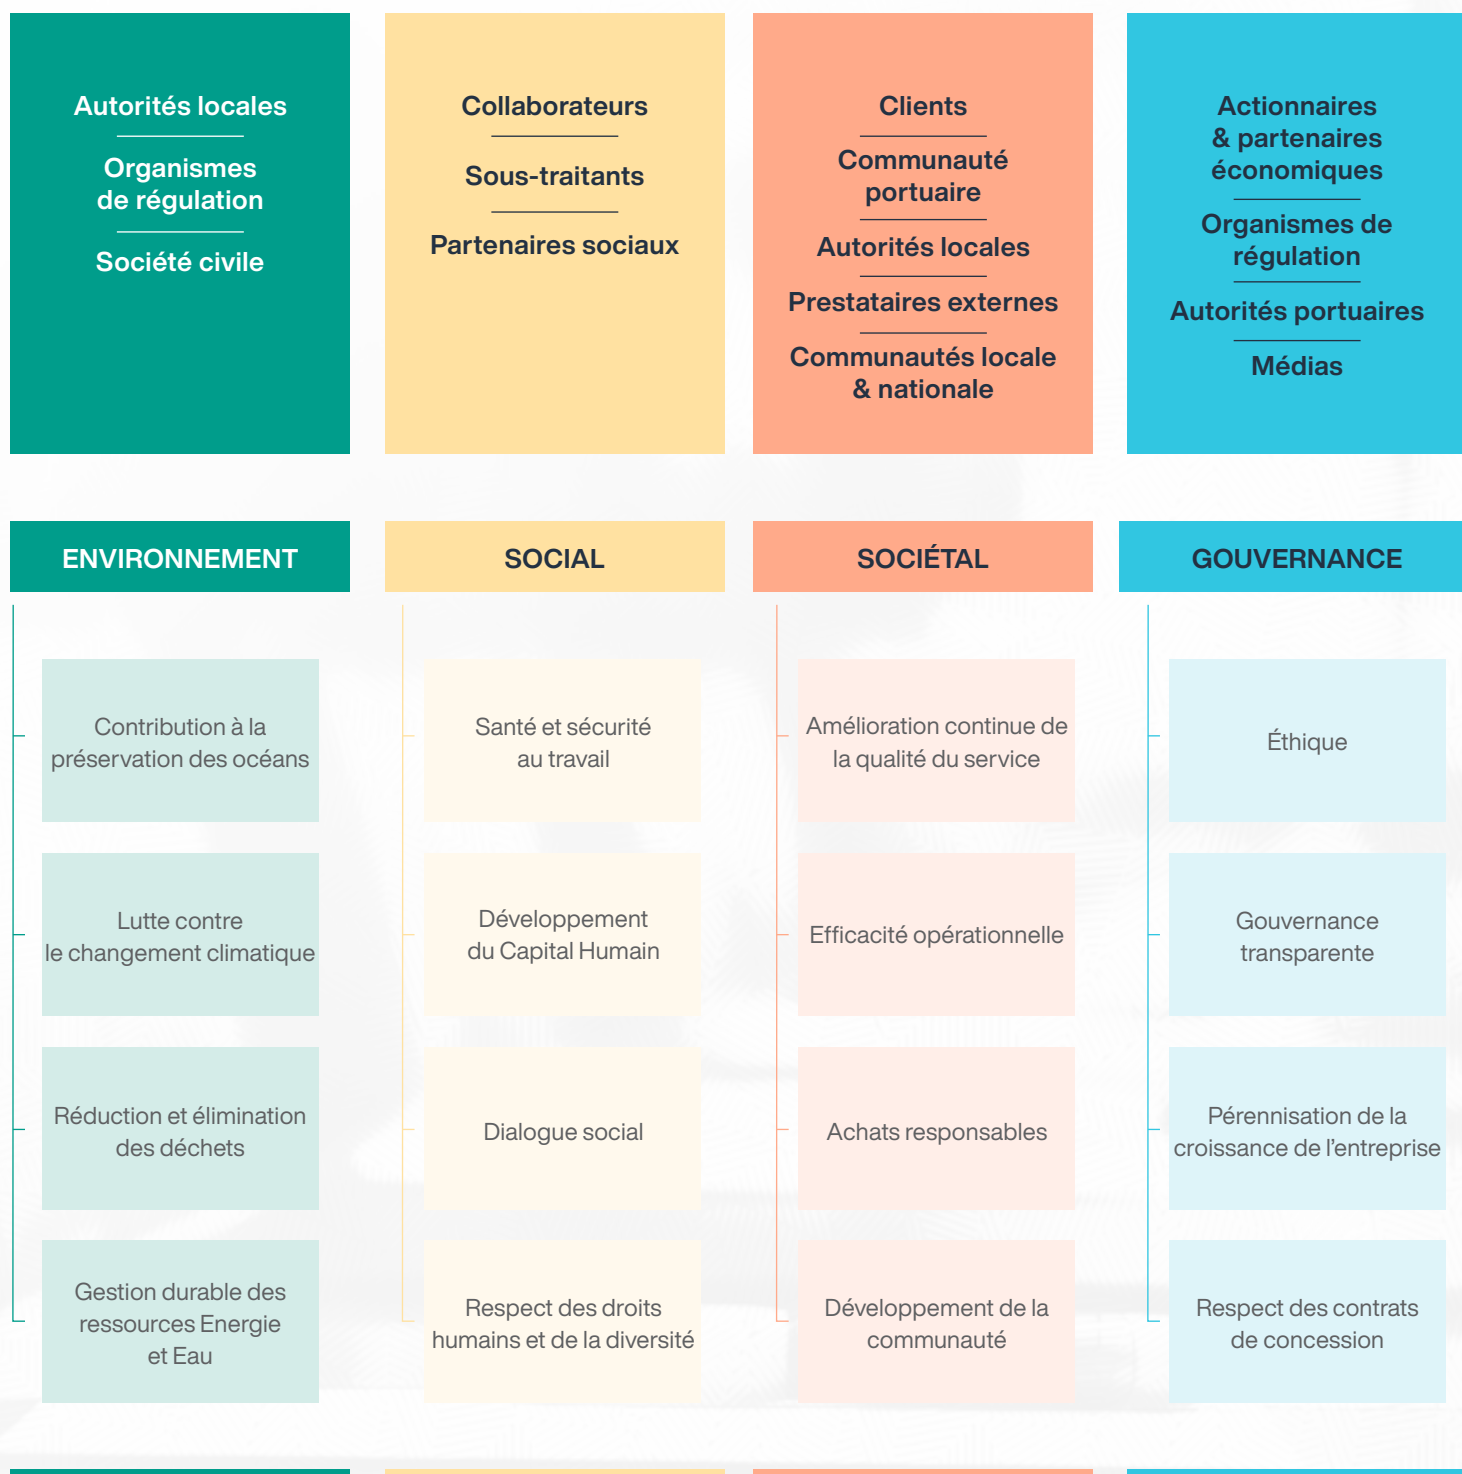 Autorités locales
Organismes
de régulation
Société civile
Collaborateurs
Sous-traitants
Partenaires sociaux
Clients
Communauté
portuaire
Autorités locales
Prestataires externes
Communautés locale
& nationale
Actionnaires
& partenaires
économiques
Organismes de
régulation
Autorités portuaires
Médias
ENVIRONNEMENT
Contribution à la
préservation des océans
Lutte contre
le changement climatique
Réduction et élimination
des déchets
Gestion durable des
ressources Energie
et Eau
SOCIAL
Santé et sécurité
au travail
Développement
du Capital Humain
Dialogue social
Respect des droits
humains et de la diversité
SOCIÉTAL
Amélioration continue de
la qualité du service
Efficacité opérationnelle
Achats responsables
Développement de la
communauté
GOUVERNANCE
Éthique
Gouvernance
transparente
Pérennisation de la
croissance de l’entreprise
Respect des contrats
de concession